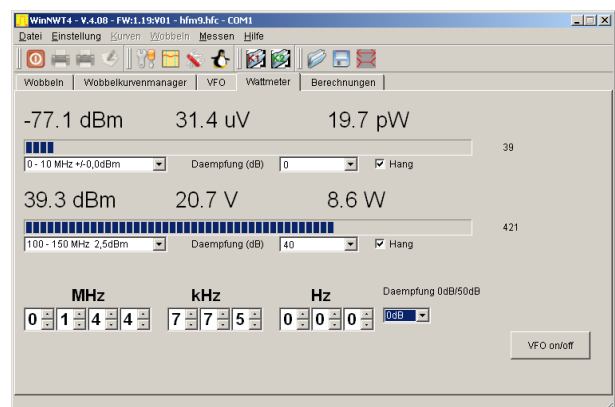 WinNWT4 - V.4.08 - FW:1.19:V01 - hfm9.hfc - COM1
Datei Einstellung Kurven Wobbeln Messen Hilfe
Wobbeln Wobbelkurvenmanager VFO Wattmeter Berechnungen
-77.1 dBm 31.4 uV 19.7 pW
39
0 - 10 MHz +/-0,0dBm Daempfung (dB) 0 Hang
39.3 dBm 20.7 V 8.6 W
421
100 - 150 MHz 2,5dBm Daempfung (dB) 40 Hang
MHz kHz Hz Daempfung 0dB/50dB
0 1 4 4 7 7 5 0 0 0 0dB
VFO on/off